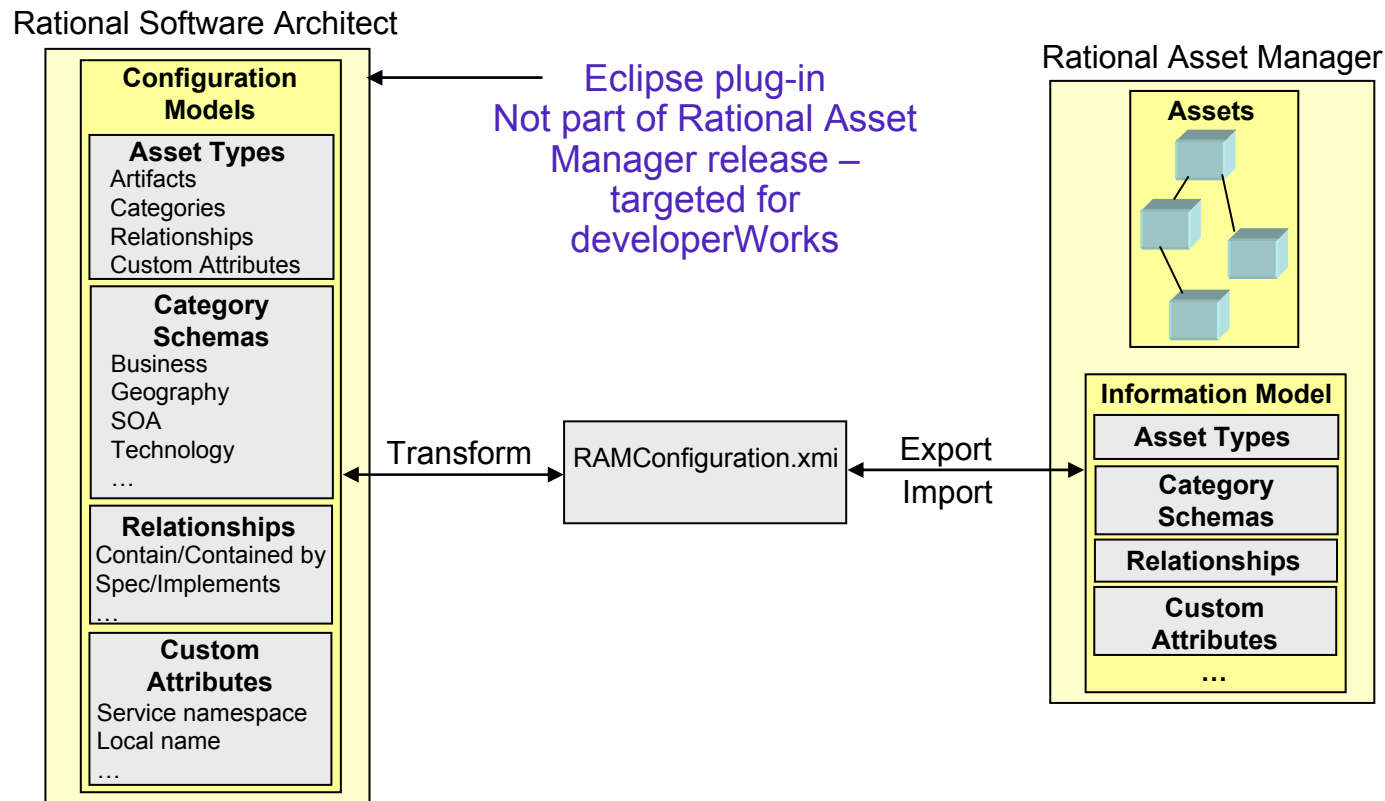 Rational Software Architect
Configuration
Models
Asset Types
Artifacts
Categories
Relationships
Custom Attributes
Category
Schemas
Business
Geography
SOA
Technology
…
Relationships
Contain/Contained by
Spec/Implements
…
Custom
Attributes
Service namespace
Local name
…
Eclipse plug-in
Not part of Rational Asset
Manager release –
targeted for
developerWorks
Transform
RAMConfiguration.xmi
Export
Import
Rational Asset Manager
Assets
Information Model
Asset Types
Category
Schemas
Relationships
Custom
Attributes
…